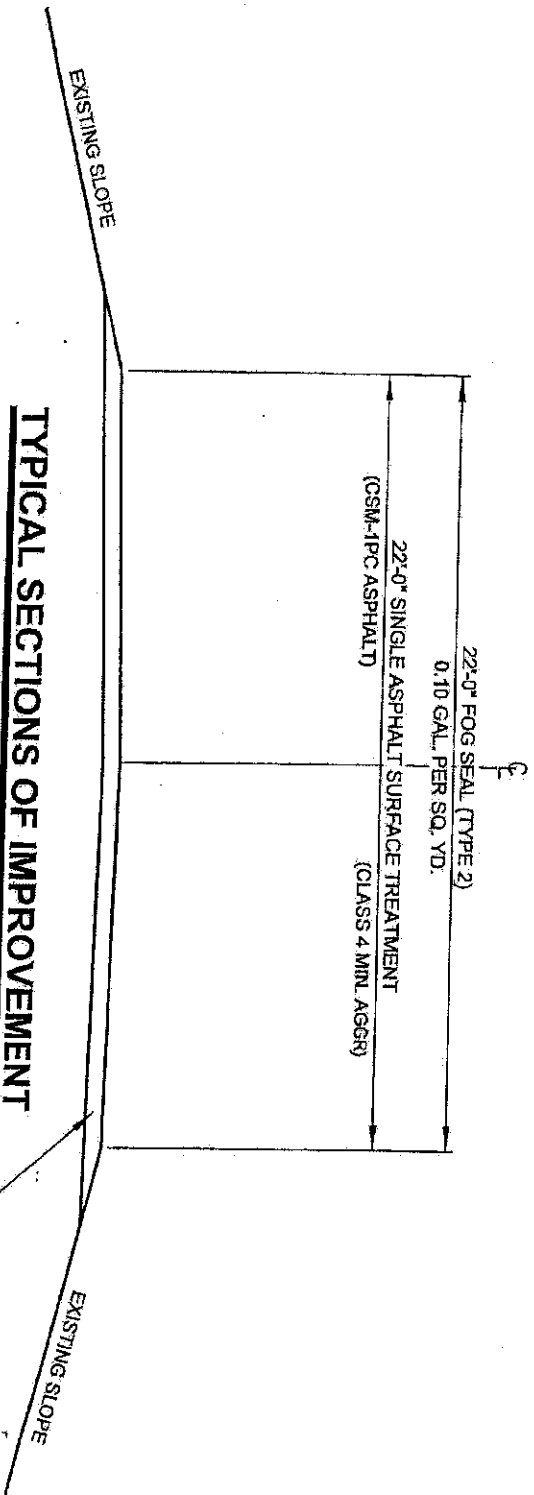 ℄
22'-0" FOG SEAL (TYPE 2)
0.10 GAL. PER SQ. YD.
22'-0" SINGLE ASPHALT SURFACE TREATMENT
(CSM-1PC ASPHALT) (CLASS 4 MIN. AGGR)
EXISTING SLOPE
EXISTING SLOPE
TYPICAL SECTIONS OF IMPROVEMENT